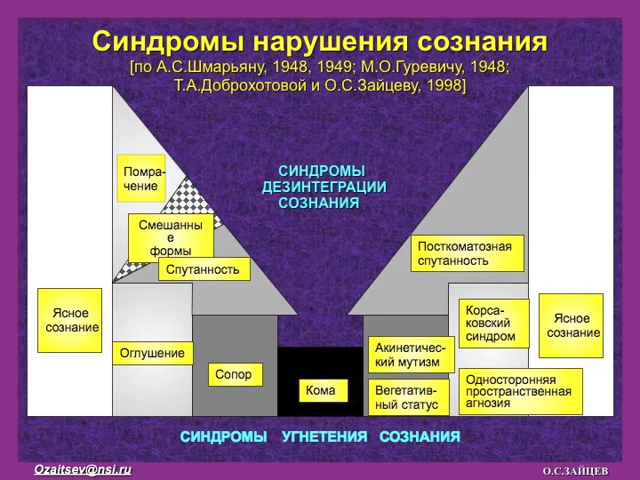 Синдромы нарушения сознания
[по А.С.Шмарьяну, 1948, 1949; М.О.Гуревичу, 1948;
Т.А.Доброхотовой и О.С.Зайцеву, 1998]
Помра-
чение
СИНДРОМЫ
ДЕЗИНТЕГРАЦИИ
СОЗНАНИЯ
Смешанны
е
формы
Спутанность
Посткоматозная
спутанность
Ясное
сознание
Оглушение
Сопор
Кома
Акинетичес-
кий мутизм
Вегетатив-
ный статус
Корса-
ковский
синдром
Односторонняя
пространственная
агнозия
Ясное
сознание
СИНДРОМЫ УГНЕТЕНИЯ СОЗНАНИЯ
Ozaitsev@nsi.ru
О.С.ЗАЙЦЕВ